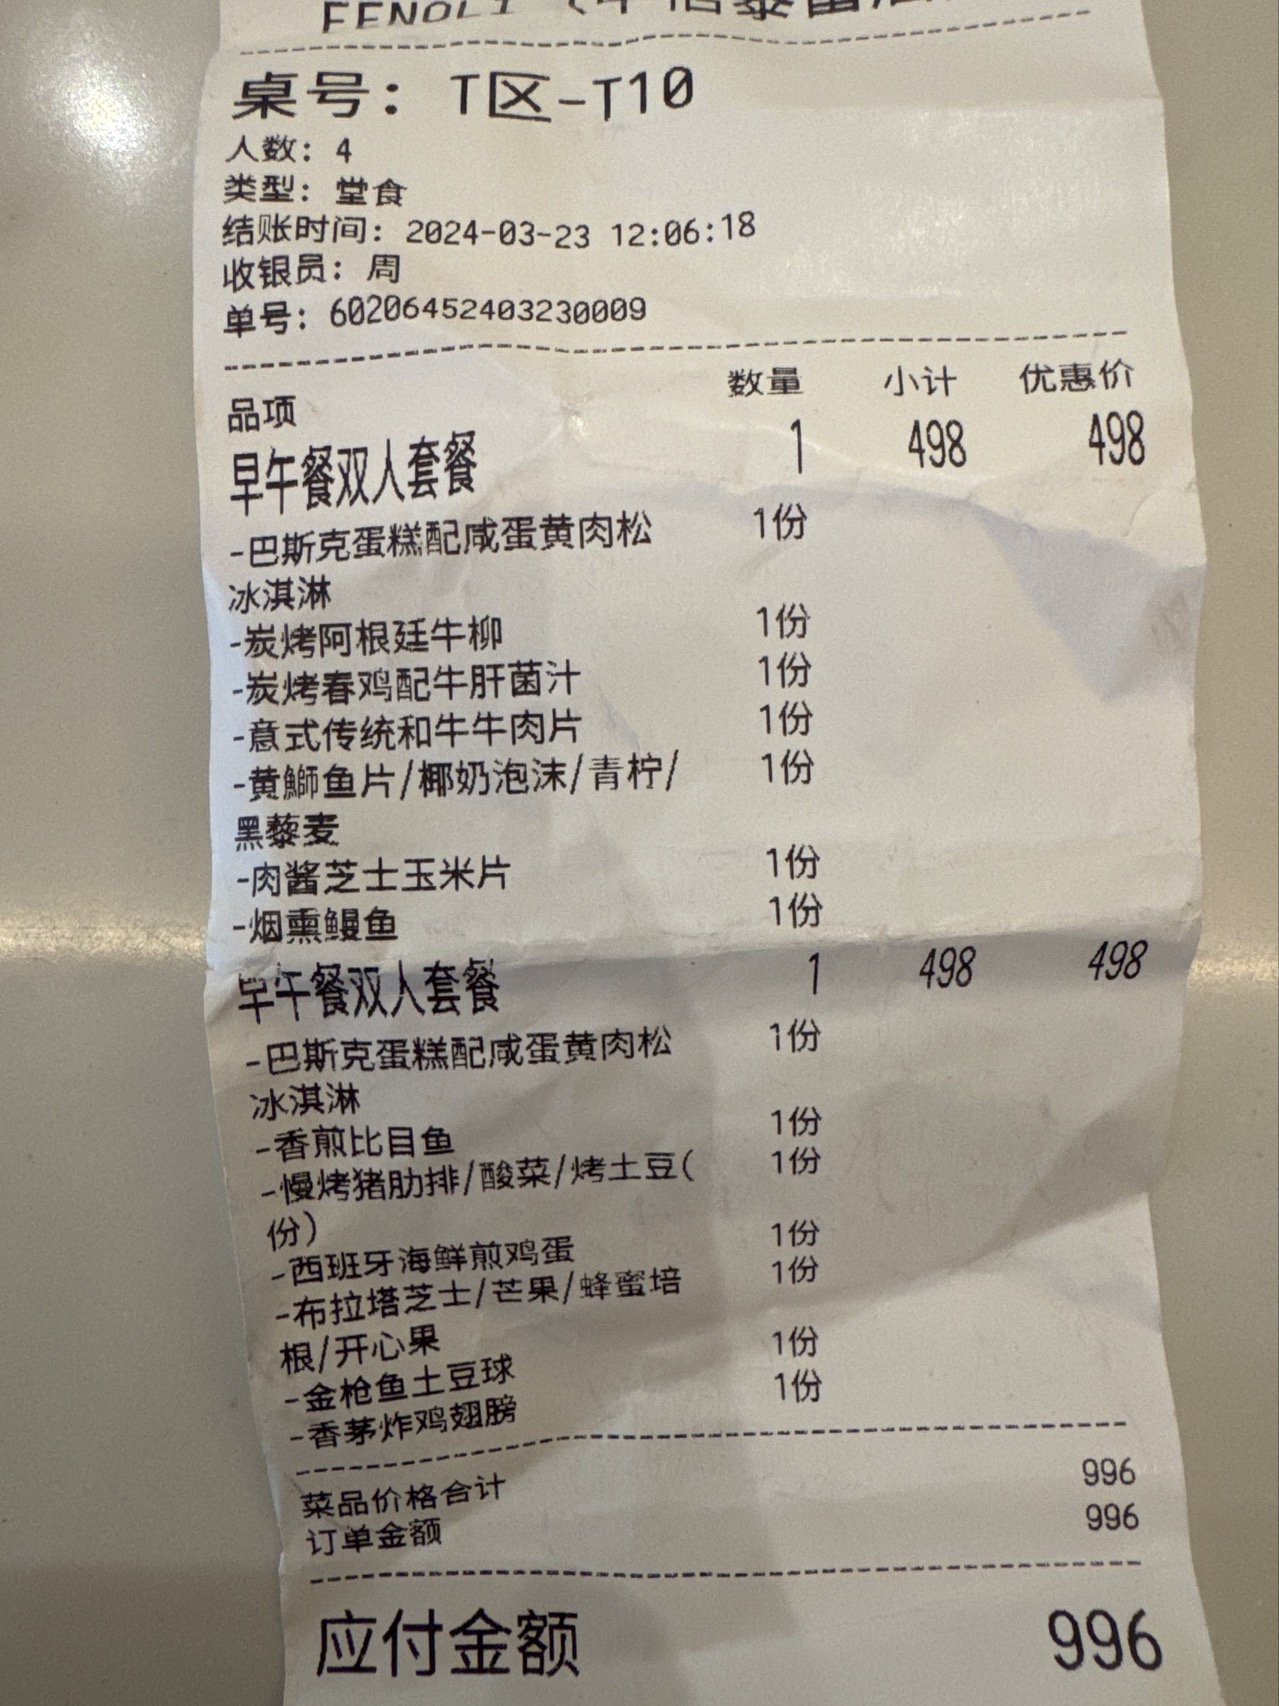 桌号: T区-T10
人数: 4
类型: 堂食
结账时间: 2024-03-23 12:06:18
收银员: 周
单号: 60206452403230009
品项 数量 小计 优惠价
早午餐双人套餐 1 498 498
-巴斯克蛋糕配咸蛋黄肉松 1份
冰淇淋
-炭烤阿根廷牛柳 1份
-炭烤春鸡配牛肝菌汁 1份
-意式传统和牛牛肉片 1份
-黄鰤鱼片/椰奶泡沫/青柠/ 1份
黑藜麦
-肉酱芝士玉米片 1份
-烟熏鳗鱼 1份
早午餐双人套餐 1 498 498
-巴斯克蛋糕配咸蛋黄肉松 1份
冰淇淋
-香煎比目鱼 1份
-慢烤猪肋排/酸菜/烤土豆( 1份
份)
-西班牙海鲜煎鸡蛋 1份
-布拉塔芝士/芒果/蜂蜜培 1份
根/开心果
-金枪鱼土豆球 1份
-香茅炸鸡翅膀 1份
菜品价格合计 996
订单金额 996
应付金额 996